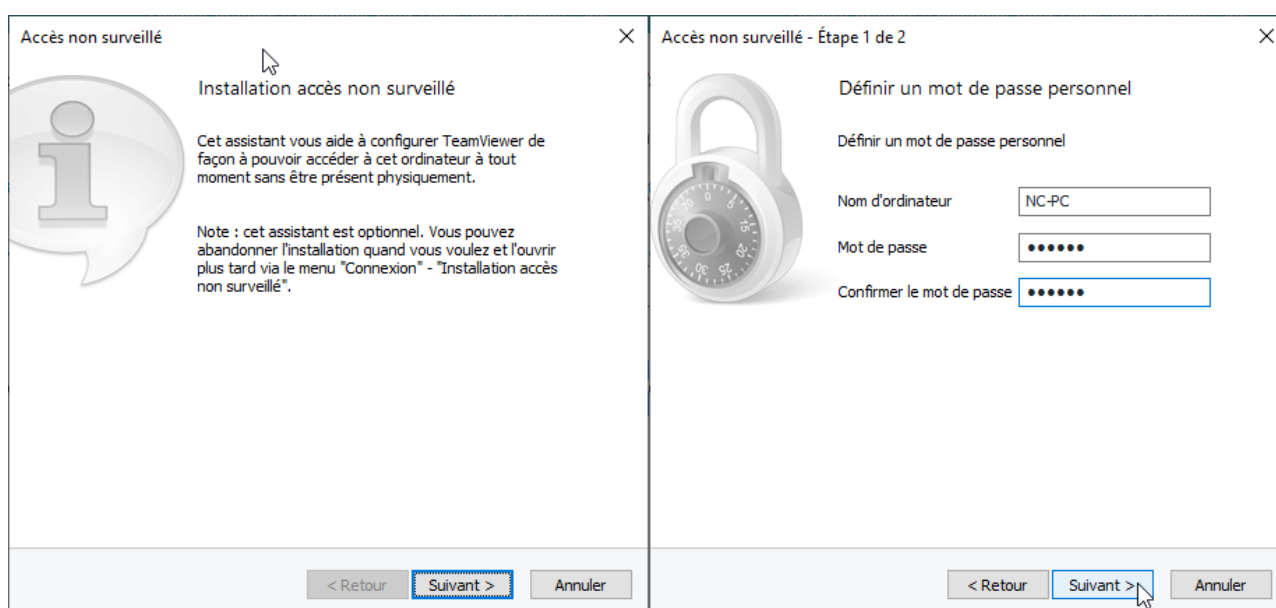 Accès non surveillé
Installation accès non surveillé
Cet assistant vous aide à configurer TeamViewer de
façon à pouvoir accéder à cet ordinateur à tout
moment sans être présent physiquement.
Note : cet assistant est optionnel. Vous pouvez
abandonner l'installation quand vous voulez et l'ouvrir
plus tard via le menu "Connexion" - "Installation accès
non surveillé".
< Retour
Suivant >
Annuler
Accès non surveillé - Étape 1 de 2
Définir un mot de passe personnel
Définir un mot de passe personnel
Nom d'ordinateur
NC-PC
Mot de passe
••••••
Confirmer le mot de passe
••••••
< Retour
Suivant >
Annuler